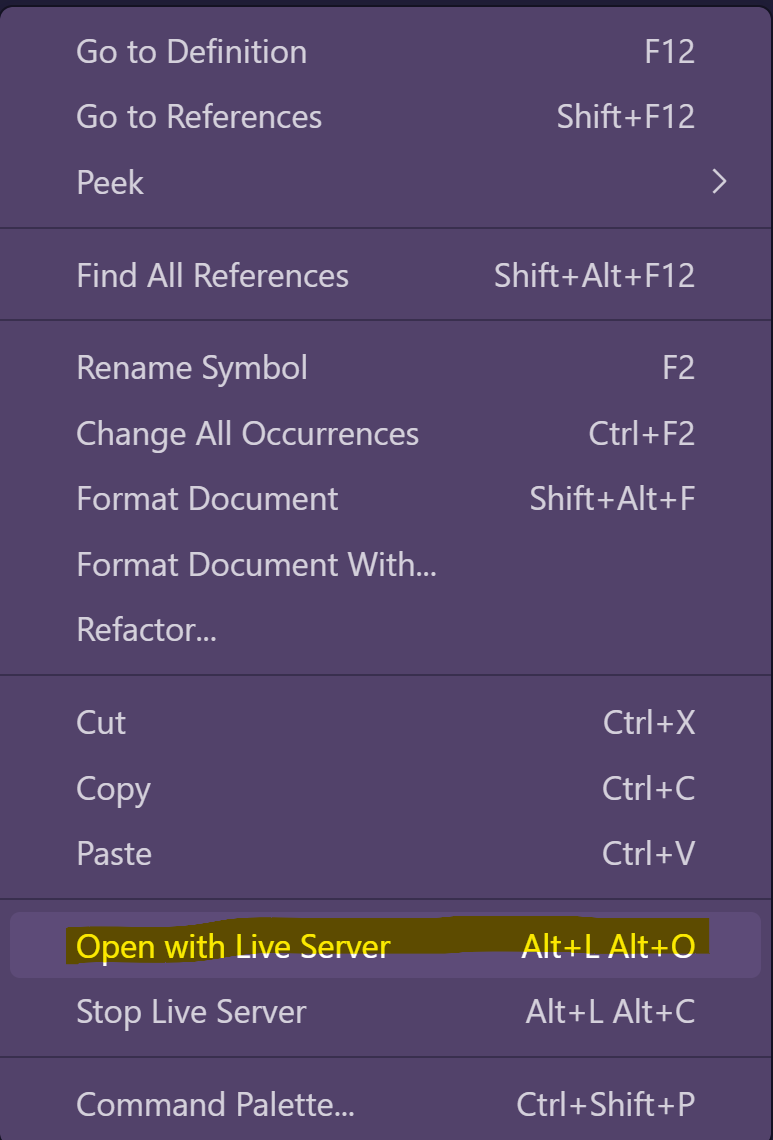 Go to Definition F12
Go to References Shift+F12
Peek
Find All References Shift+Alt+F12
Rename Symbol F2
Change All Occurrences Ctrl+F2
Format Document Shift+Alt+F
Format Document With...
Refactor...
Cut Ctrl+X
Copy Ctrl+C
Paste Ctrl+V
Open with Live Server Alt+L Alt+O
Stop Live Server Alt+L Alt+C
Command Palette... Ctrl+Shift+P